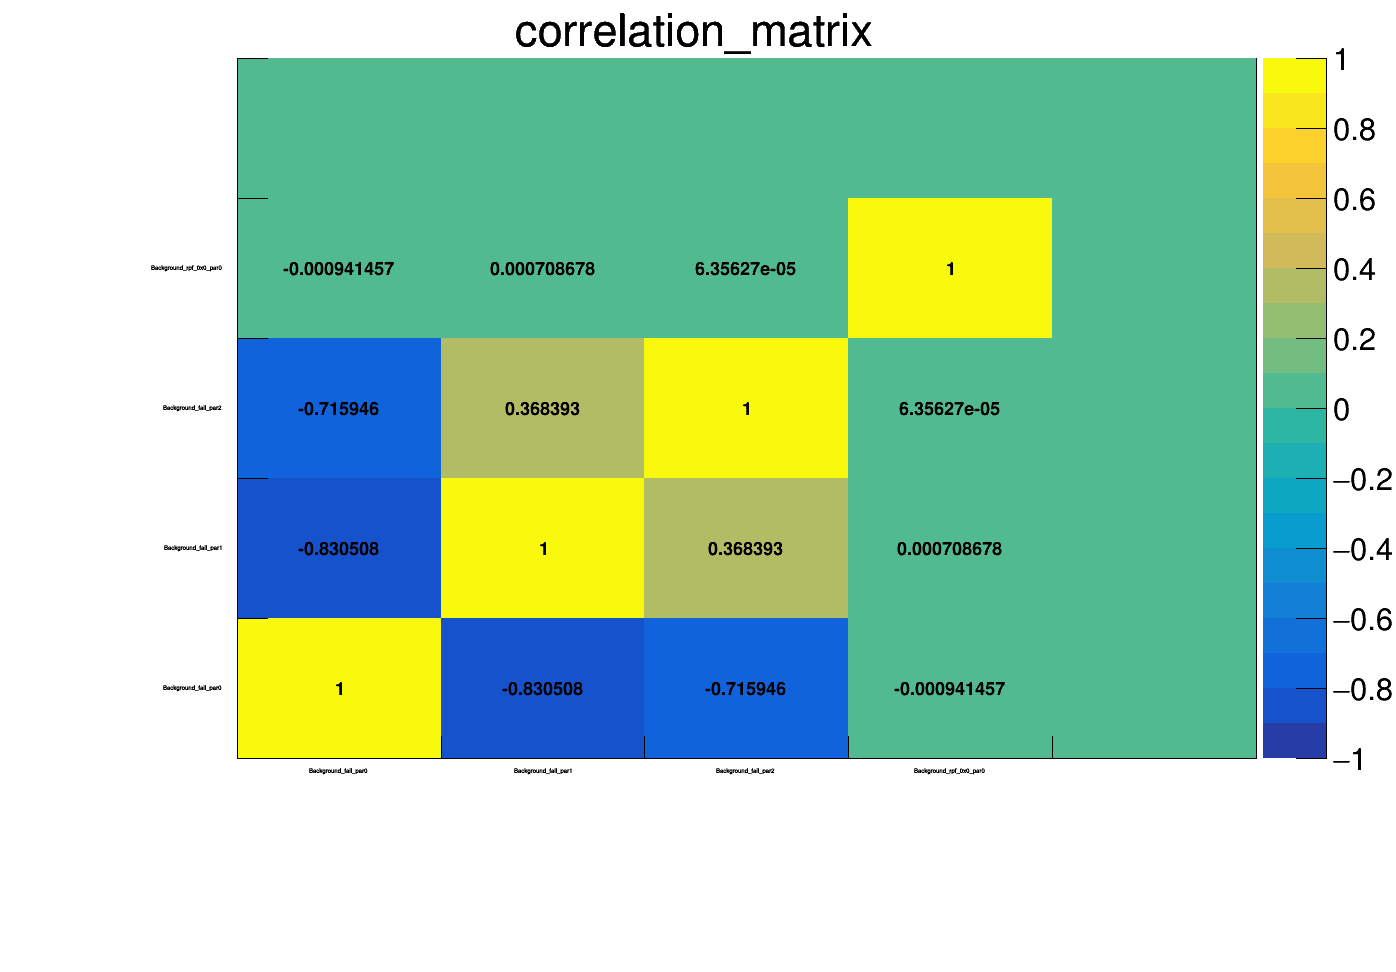 correlation_matrix
1
0.8
0.6
0.4
0.2
0
−0.2
−0.4
−0.6
−0.8
−1
Background_rpf_0x0_par0
-0.000941457 0.000708678 6.35627e-05 1
Background_fail_par2
-0.715946 0.368393 1 6.35627e-05
Background_fail_par1
-0.830508 1 0.368393 0.000708678
Background_fail_par0
1 -0.830508 -0.715946 -0.000941457
Background_fail_par0 Background_fail_par1 Background_fail_par2 Background_rpf_0x0_par0